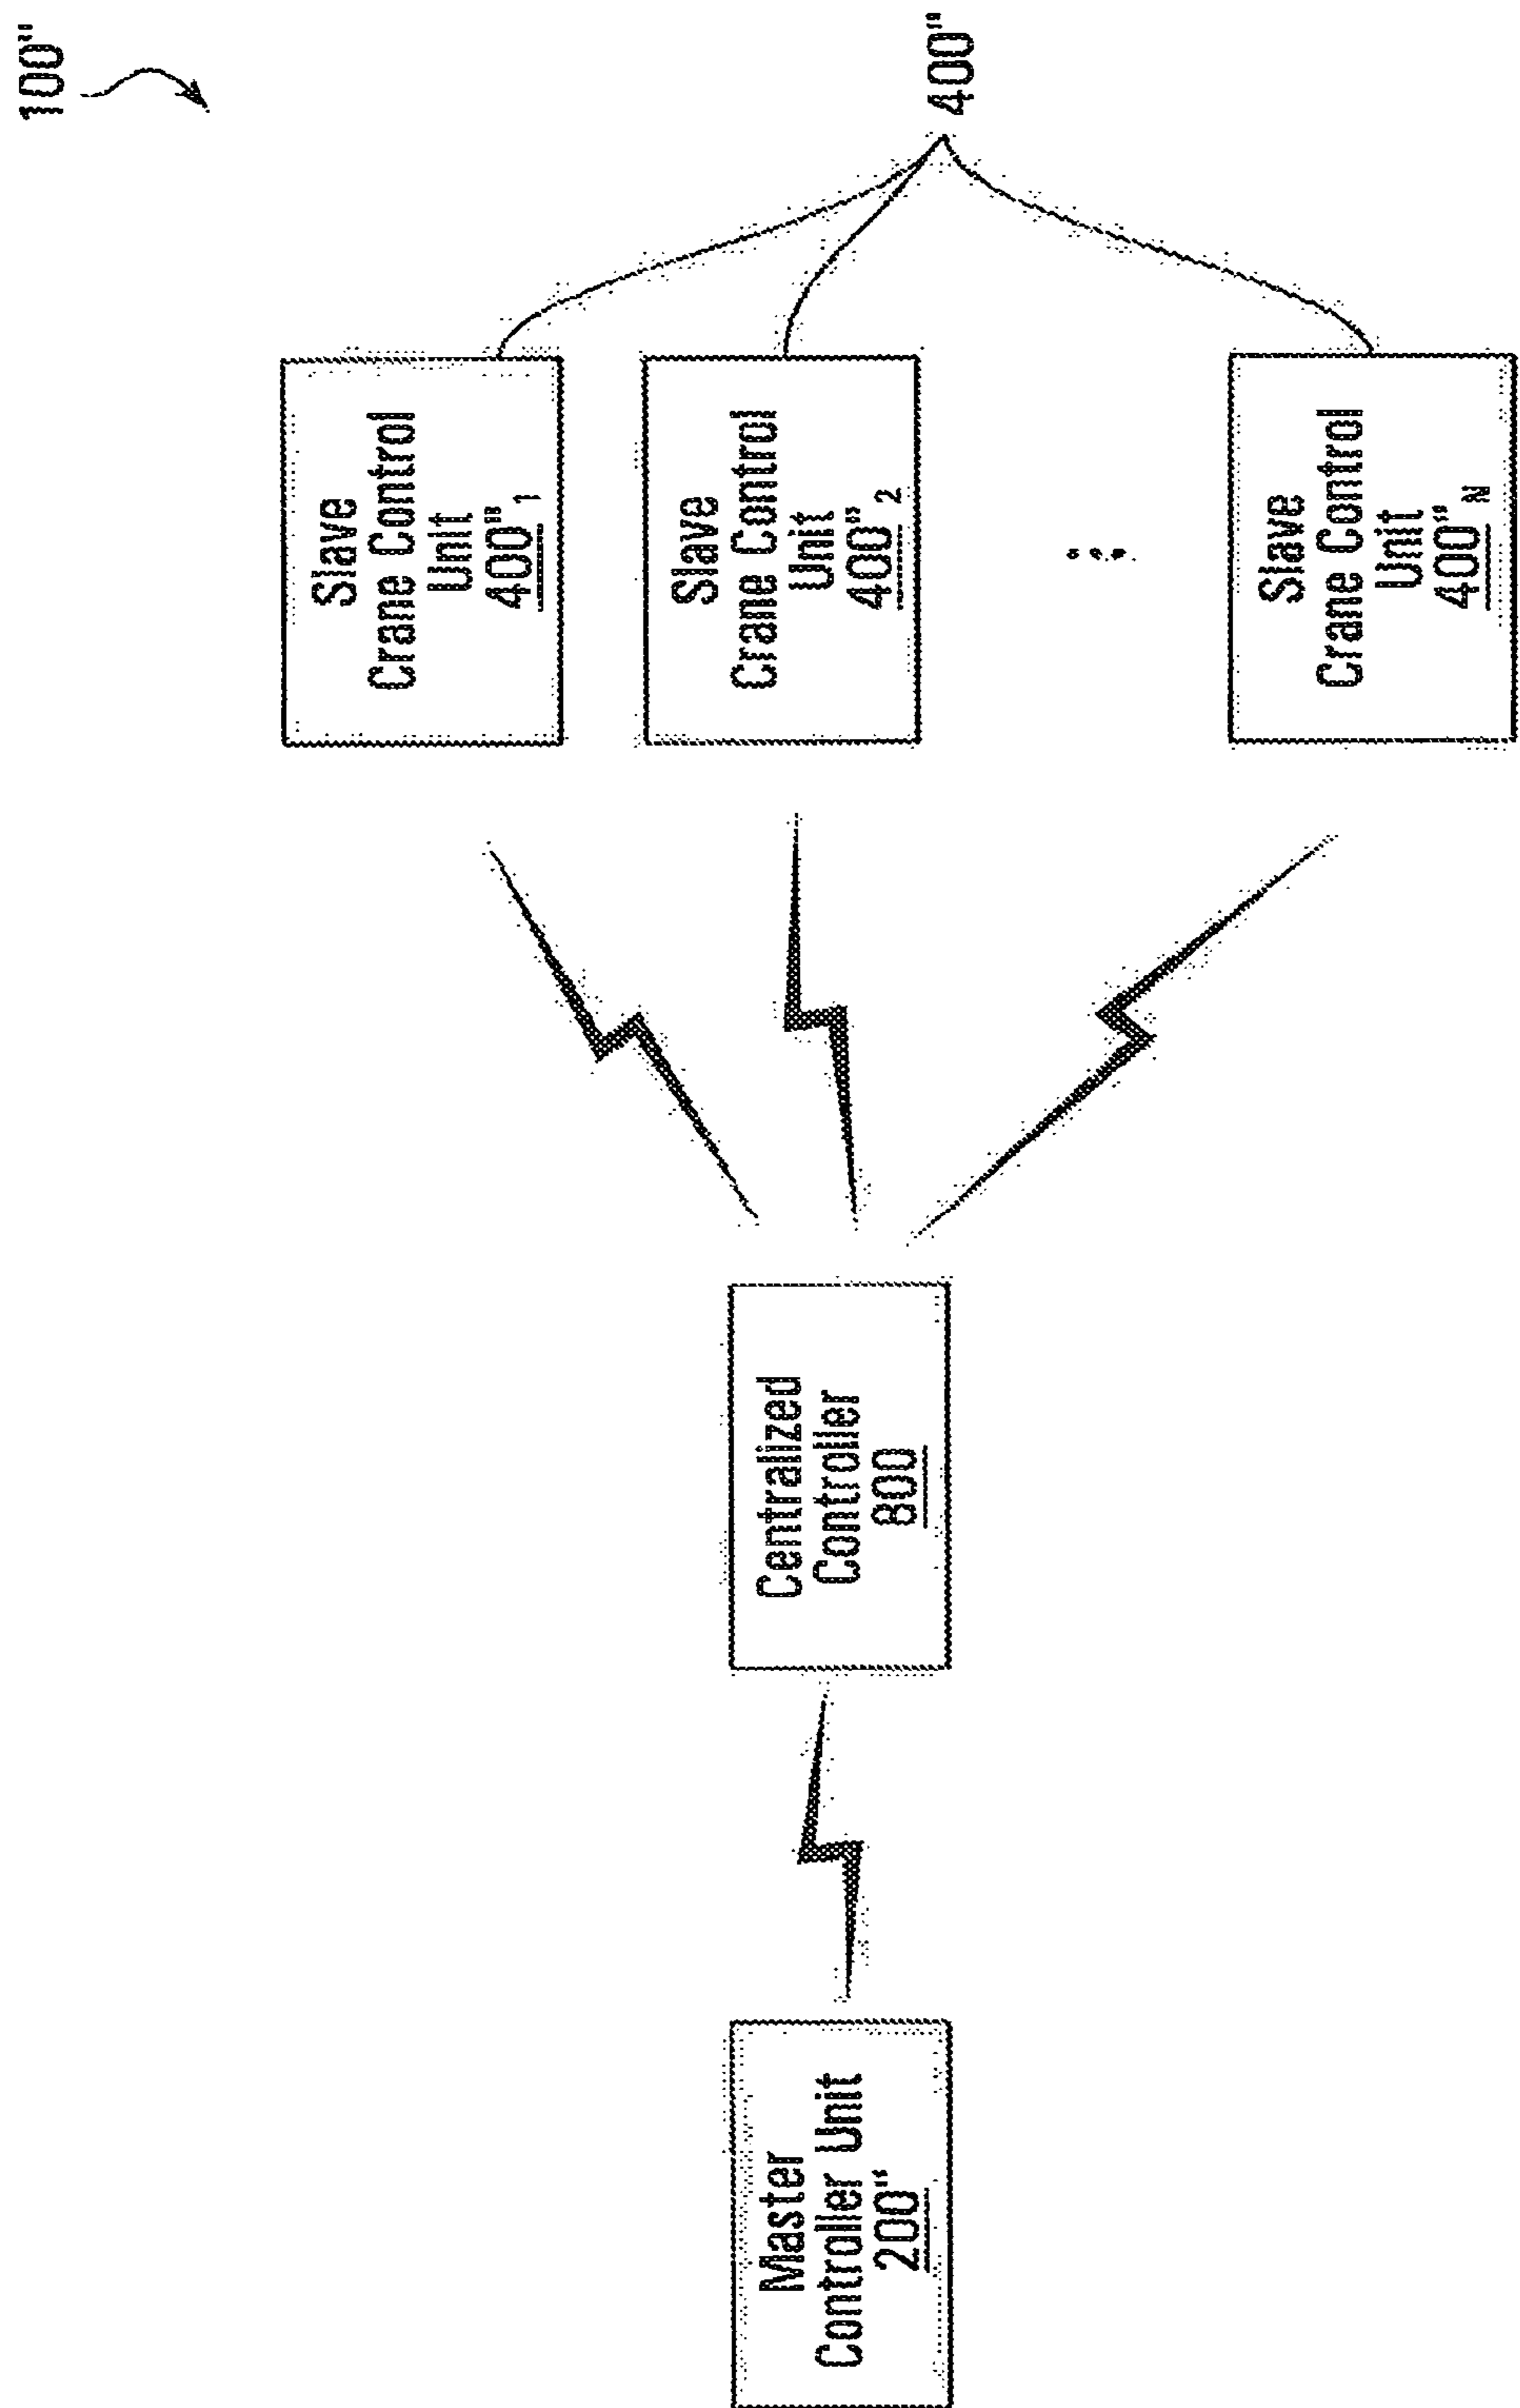 100"
Slave
Crane Control
Unit
400"1
Slave
Crane Control
Unit
400"2
Master
Controller Unit
200"
Centralized
Controller
800
400"
...
Slave
Crane Control
Unit
400"N